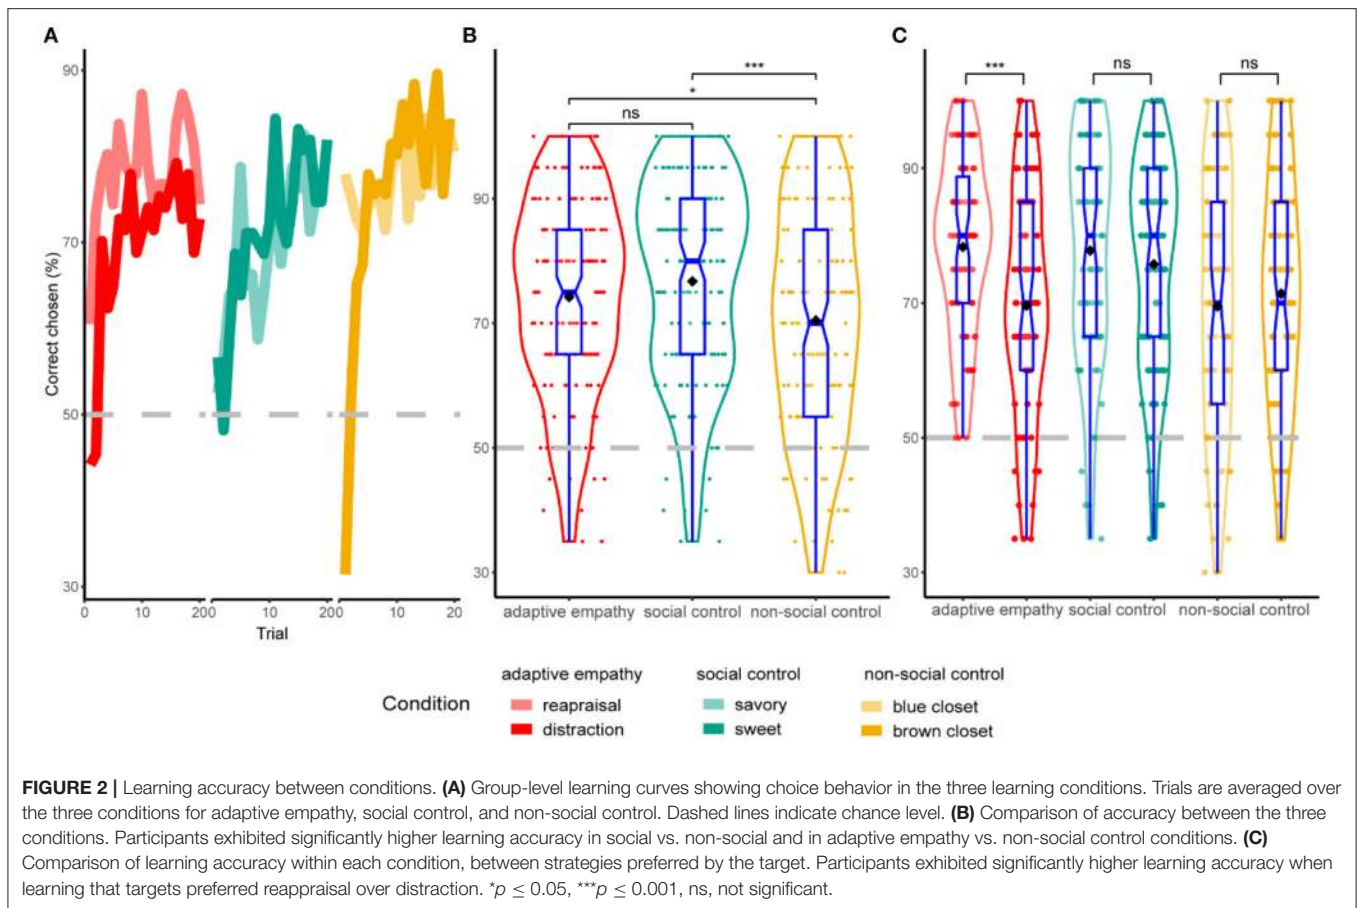 A
B
C
90
70
50
30
Correct chosen (%)
0 10 200 10 200 10 20
Trial
***
*
ns
90
70
50
30
adaptive empathy social control non-social control
*** ns ns
90
70
50
30
adaptive empathy social control non-social control
adaptive empathy social control non-social control
Condition
reapraisal savory blue closet
distraction sweet brown closet
FIGURE 2 | Learning accuracy between conditions. (A) Group-level learning curves showing choice behavior in the three learning conditions. Trials are averaged over
the three conditions for adaptive empathy, social control, and non-social control. Dashed lines indicate chance level. (B) Comparison of accuracy between the three
conditions. Participants exhibited significantly higher learning accuracy in social vs. non-social and in adaptive empathy vs. non-social control conditions. (C)
Comparison of learning accuracy within each condition, between strategies preferred by the target. Participants exhibited significantly higher learning accuracy when
learning that targets preferred reappraisal over distraction. *p ≤ 0.05, ***p ≤ 0.001, ns, not significant.